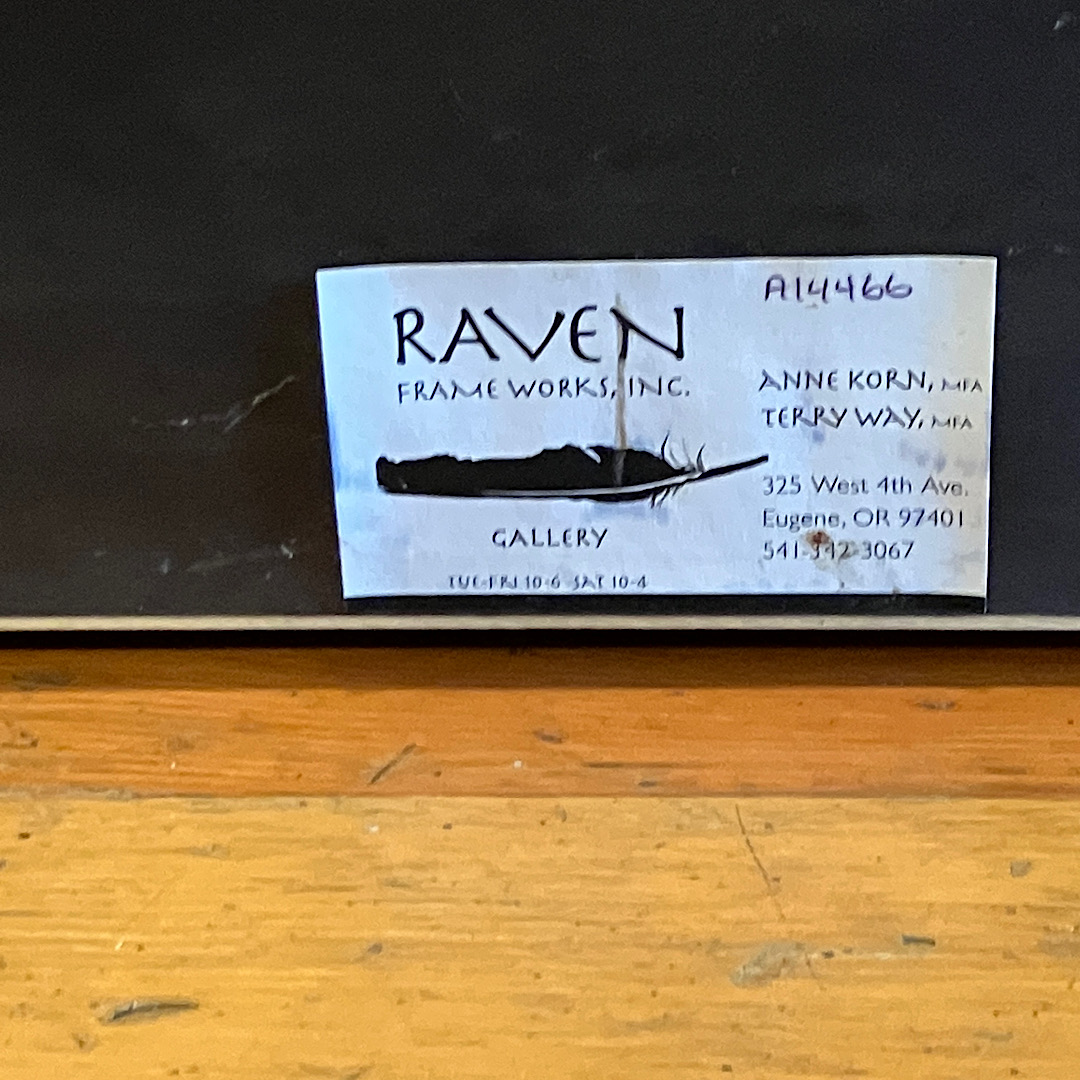 A14466
RAVEN
FRAME WORKS, INC.
GALLERY
TUE-FRI 10-6 SAT 10-4
ANNE KORN, MFA
TERRY WAY, MFA
325 West 4th Ave.
Eugene, OR 97401
541-342-3067